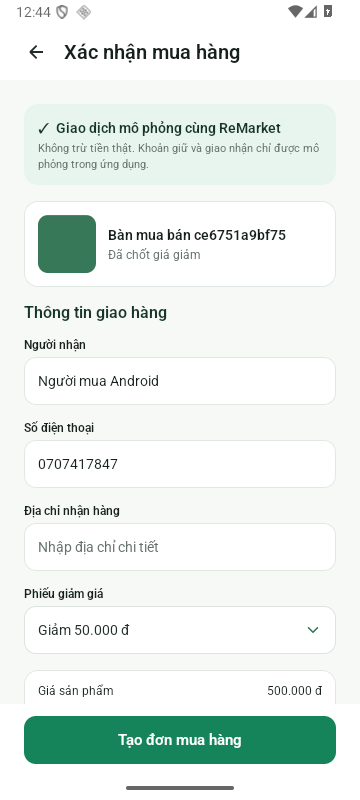 12:44
Xác nhận mua hàng
✓ Giao dịch mô phỏng cùng ReMarket
Không trừ tiền thật. Khoản giữ và giao nhận chỉ được mô
phỏng trong ứng dụng.
Bàn mua bán ce6751a9bf75
Đã chốt giá giảm
Thông tin giao hàng
Người nhận
Người mua Android
Số điện thoại
0707417847
Địa chỉ nhận hàng
Nhập địa chỉ chi tiết
Phiếu giảm giá
Giảm 50.000 đ
Giá sản phẩm 500.000 đ
Tạo đơn mua hàng